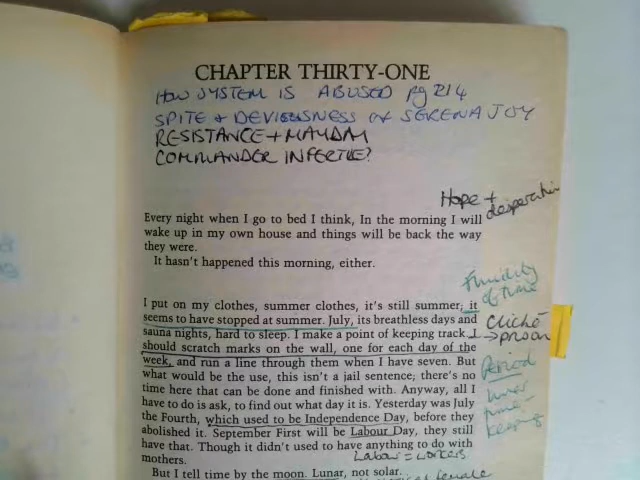 CHAPTER THIRTY-ONE
HOW SYSTEM IS ABUSED pg 214
SPITE + DEVIOUSNESS of SERENA JOY
RESISTANCE + MAYDAY
COMMANDER INFERTILE?
Hope +
desperation
Every night when I go to bed I think, In the morning I will
wake up in my own house and things will be back the way
they were.
It hasn't happened this morning, either.
Fluidity
of time
I put on my clothes, summer clothes, it's still summer; it
seems to have stopped at summer. July, its breathless days and
sauna nights, hard to sleep. I make a point of keeping track. I
should scratch marks on the wall, one for each day of the
week, and run a line through them when I have seven. But
what would be the use, this isn't a jail sentence; there's no
time here that can be done and finished with. Anyway, all I
have to do is ask, to find out what day it is. Yesterday was July
the Fourth, which used to be Independence Day, before they
abolished it. September First will be Labour Day, they still
have that. Though it didn't used to have anything to do with
mothers.
But I tell time by the moon. Lunar, not solar.
Cliché
→ prison
Period
lunar
time-
keeping
Labour = workers
female